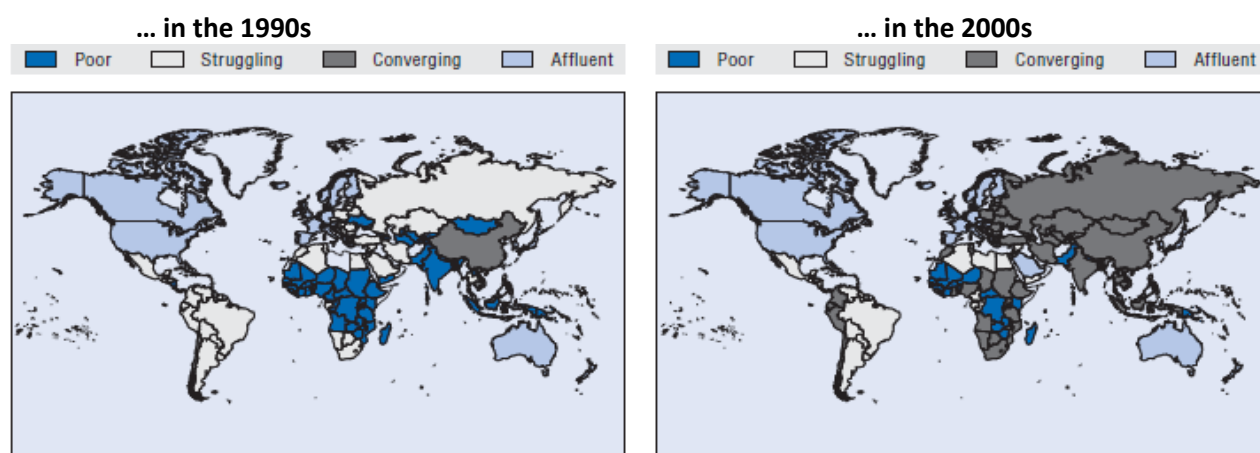 ... in the 1990s
Poor Struggling Converging Affluent
... in the 2000s
Poor Struggling Converging Affluent